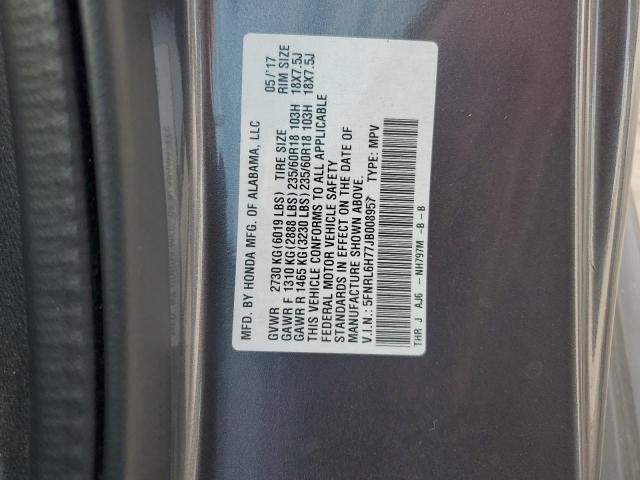 MFD. BY HONDA MFG. OF ALABAMA, LLC 05/'17
GVWR 2730 KG(6019 LBS) TIRE SIZE RIM SIZE
GAWR F 1310 KG(2888 LBS) 235/60R18 103H 18X7.5J
GAWR R 1465 KG(3230 LBS) 235/60R18 103H 18X7.5J
THIS VEHICLE CONFORMS TO ALL APPLICABLE
FEDERAL MOTOR VEHICLE SAFETY
STANDARDS IN EFFECT ON THE DATE OF
MANUFACTURE SHOWN ABOVE.
V.I.N.: 5FNRL6H77JB008957 TYPE: MPV
THR J AJ6 - NH797M -B - B